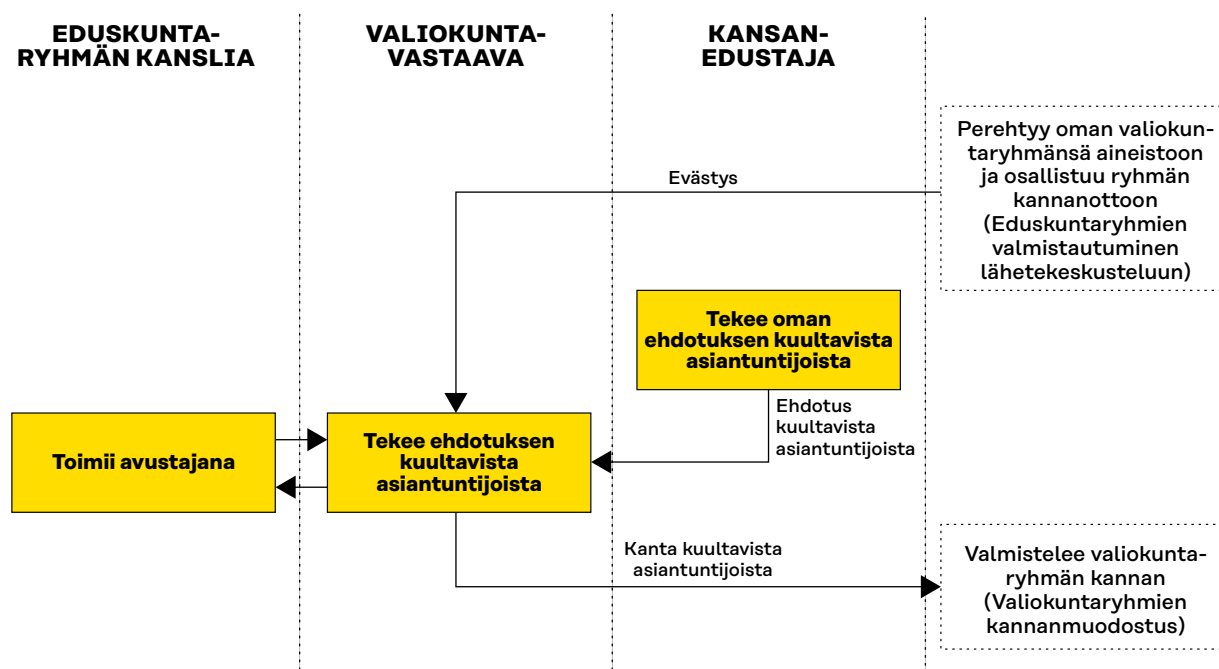 EDUSKUNTA-
RYHMÄN KANSLIA
VALIOKUNTA-
VASTAAVA
KANSAN-
EDUSTAJA
Perehtyy oman valiokun-
taryhmänsä aineistoon
ja osallistuu ryhmän
kannanottoon
(Eduskuntaryhmien
valmistautuminen
lähetekeskusteluun)
Evästys
Tekee oman
ehdotuksen kuultavista
asiantuntijoista
Ehdotus
kuultavista
asiantuntijoista
Toimii avustajana
Tekee ehdotuksen
kuultavista
asiantuntijoista
Kanta kuultavista
asiantuntijoista
Valmistelee valiokunta-
ryhmän kannan
(Valiokuntaryhmien
kannanmuodostus)